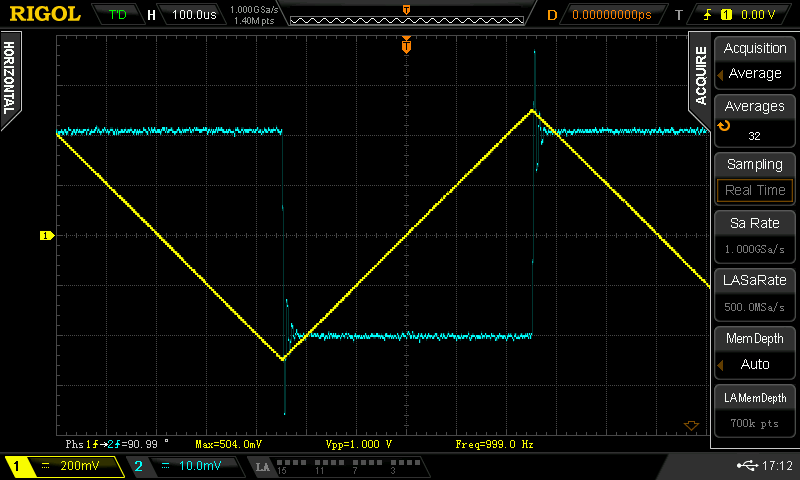 RIGOL T'D H 100.0us 1.000GSa/s 1.40M pts T D 0.00000000ps T 1 0.00 V
HORIZONTAL
T
ACQUIRE
Acquisition
Average
Averages
32
Sampling
Real Time
Sa Rate
1.000GSa/s
LASaRate
500.0MSa/s
MemDepth
Auto
LAMemDepth
700k pts
1
Phs1→2=90.99 ° Max=504.0mV Vpp=1.000 V Freq=999.0 Hz
1 200mV 2 10.0mV LA 15 11 7 3 17:12